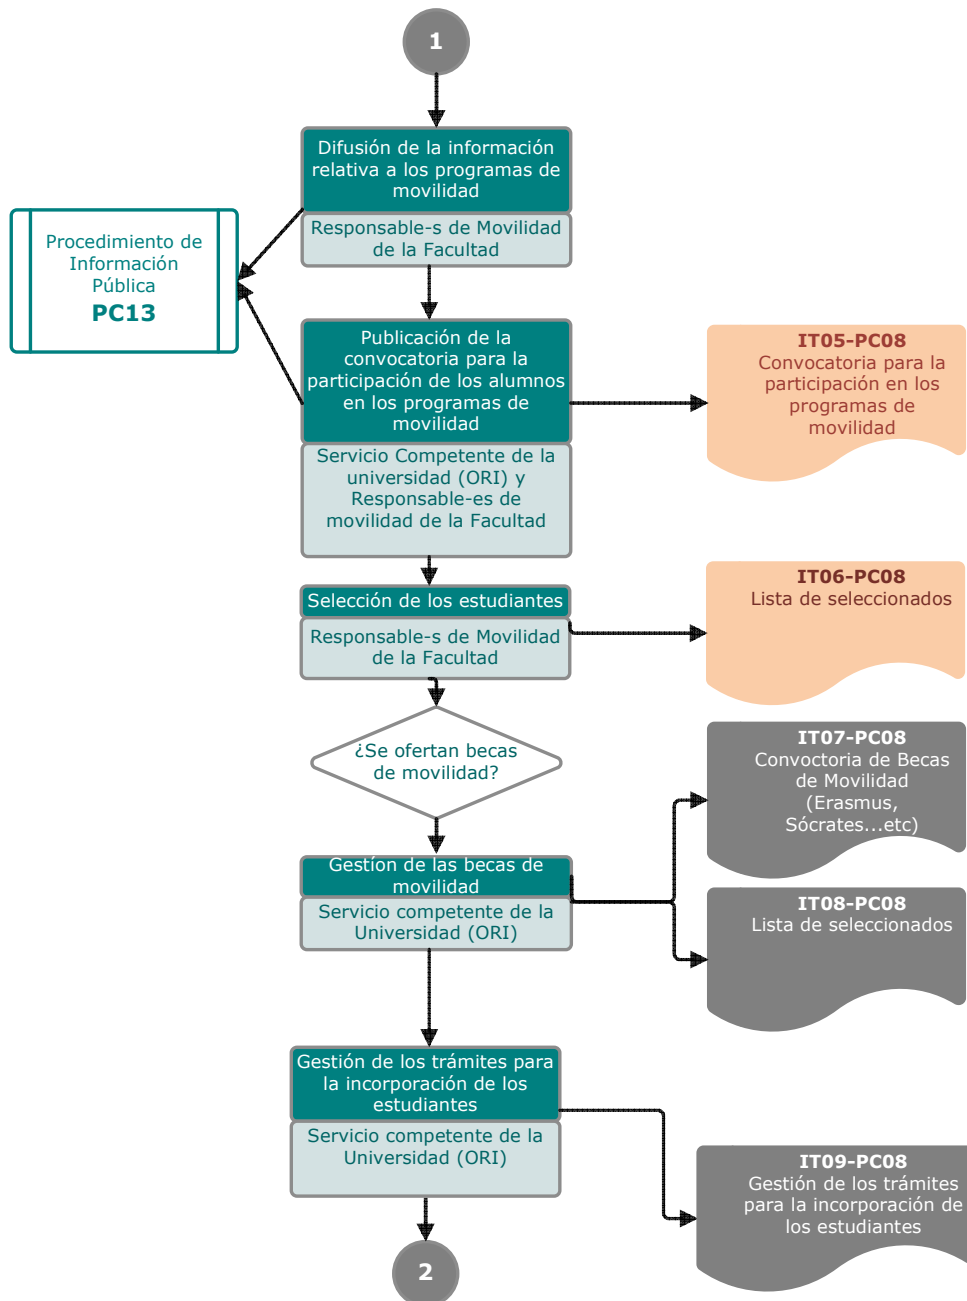 1
Difusión de la información
relativa a los programas de
movilidad
Responsable-s de Movilidad
de la Facultad
Procedimiento de
Información
Pública
PC13
Publicación de la
convocatoria para la
participación de los alumnos
en los programas de
movilidad
Servicio Competente de la
universidad (ORI) y
Responsable-es de
movilidad de la Facultad
IT05-PC08
Convocatoria para la
participación en los
programas de
movilidad
Selección de los estudiantes
Responsable-s de Movilidad
de la Facultad
IT06-PC08
Lista de seleccionados
¿Se ofertan becas
de movilidad?
IT07-PC08
Convoctoria de Becas
de Movilidad
(Erasmus,
Sócrates...etc)
Gestíon de las becas de
movilidad
Servicio competente de la
Universidad (ORI)
IT08-PC08
Lista de seleccionados
Gestión de los trámites para
la incorporación de los
estudiantes
Servicio competente de la
Universidad (ORI)
IT09-PC08
Gestión de los trámites
para la incorporación de
los estudiantes
2